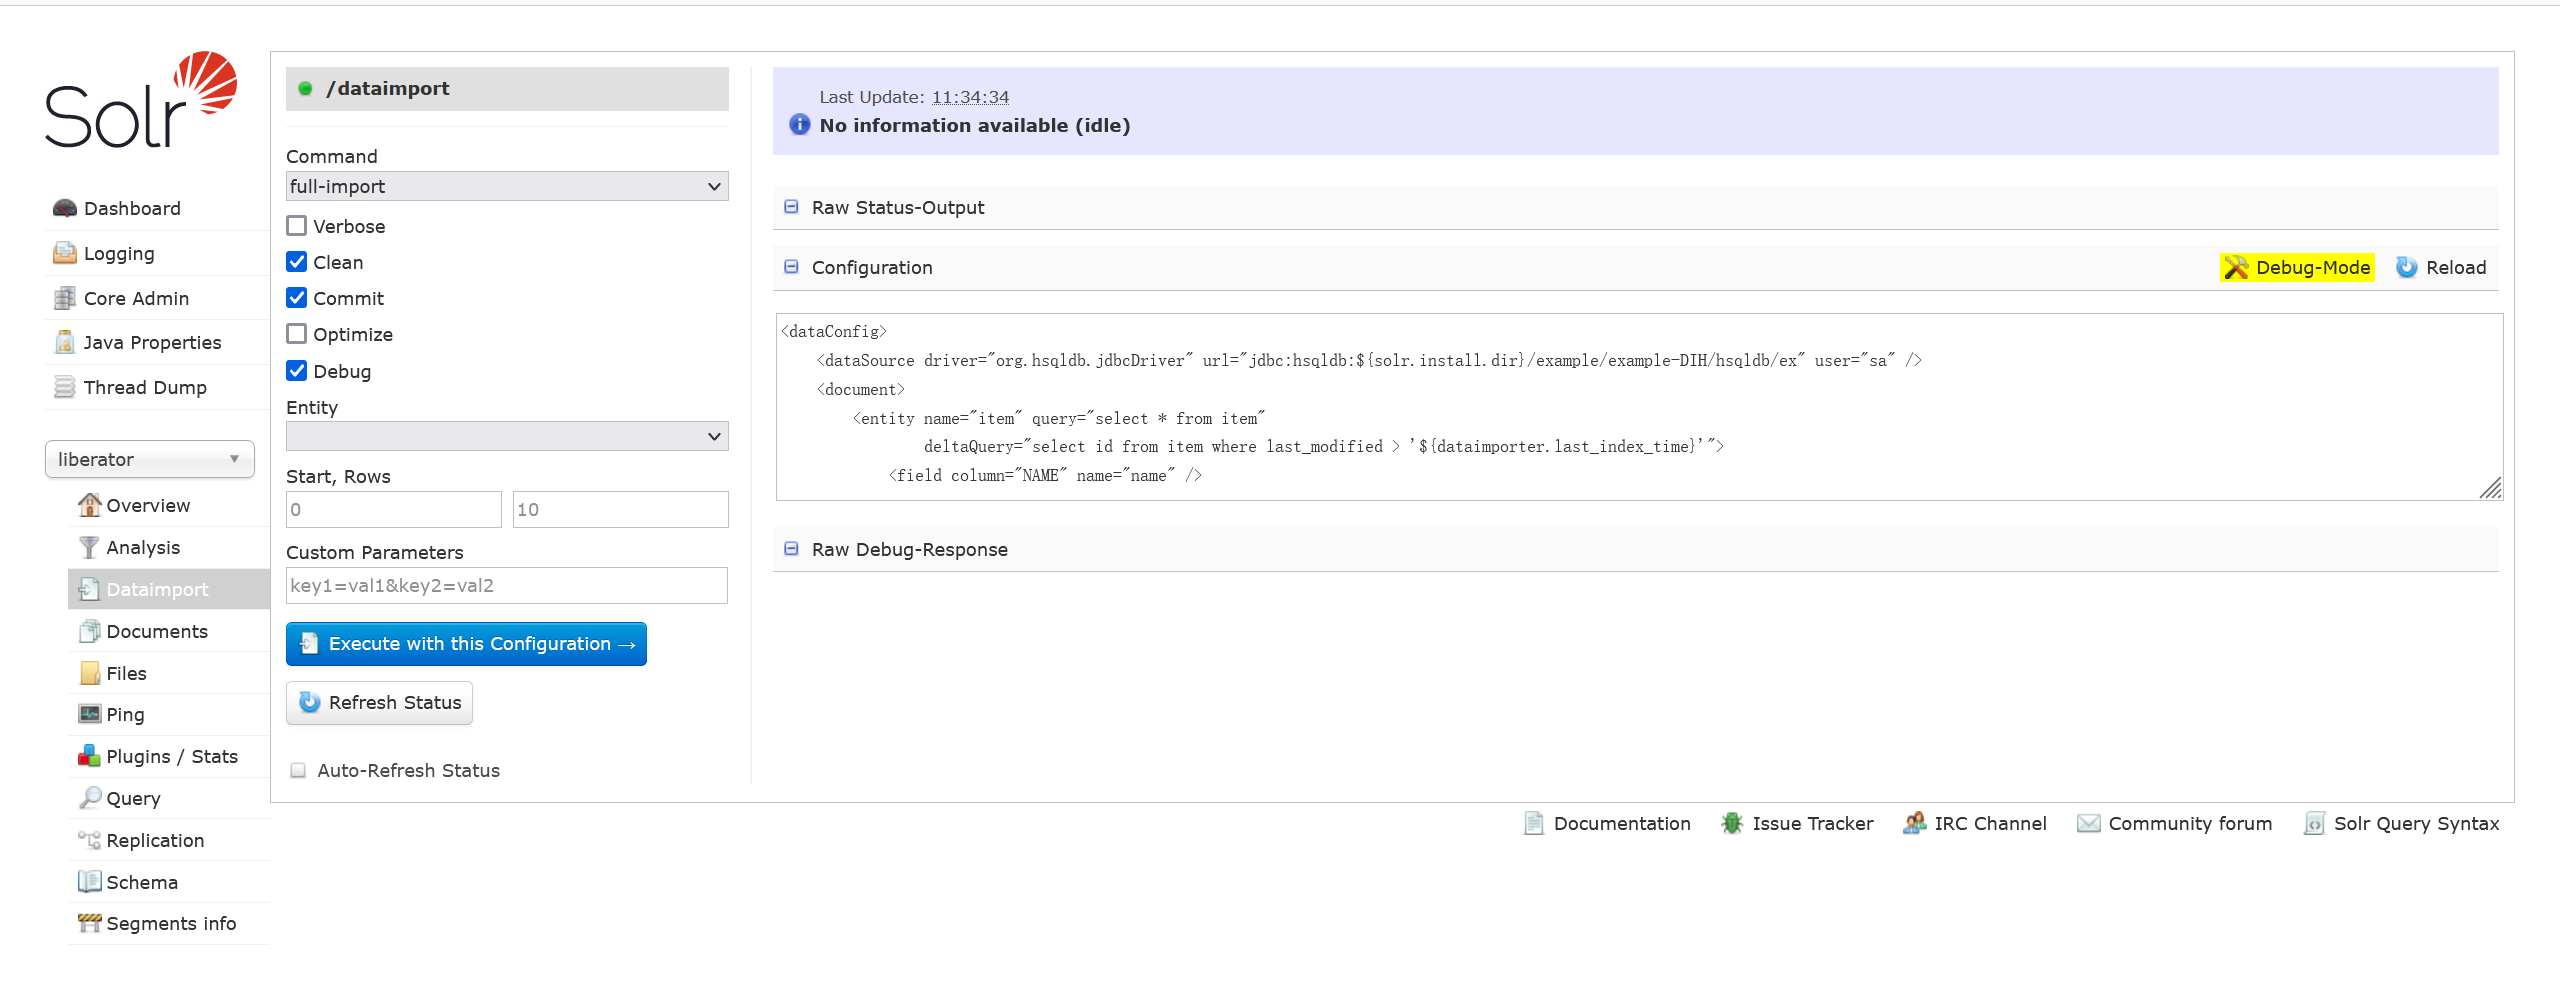 Solr
Dashboard
Logging
Core Admin
Java Properties
Thread Dump
liberator
Overview
Analysis
Dataimport
Documents
Files
Ping
Plugins / Stats
Query
Replication
Schema
Segments info
/dataimport
Command
full-import
Verbose
Clean
Commit
Optimize
Debug
Entity
Start, Rows
0 10
Custom Parameters
key1=val1&key2=val2
Execute with this Configuration →
Refresh Status
Auto-Refresh Status
Last Update: 11:34:34
No information available (idle)
Raw Status-Output
Configuration
Debug-Mode Reload
<dataConfig>
<dataSource driver="org.hsqldb.jdbcDriver" url="jdbc:hsqldb:${solr.install.dir}/example/example-DIH/hsqldb/ex" user="sa" />
<document>
<entity name="item" query="select * from item"
deltaQuery="select id from item where last_modified > '${dataimporter.last_index_time}'">
<field column="NAME" name="name" />
Raw Debug-Response
Documentation Issue Tracker IRC Channel Community forum Solr Query Syntax